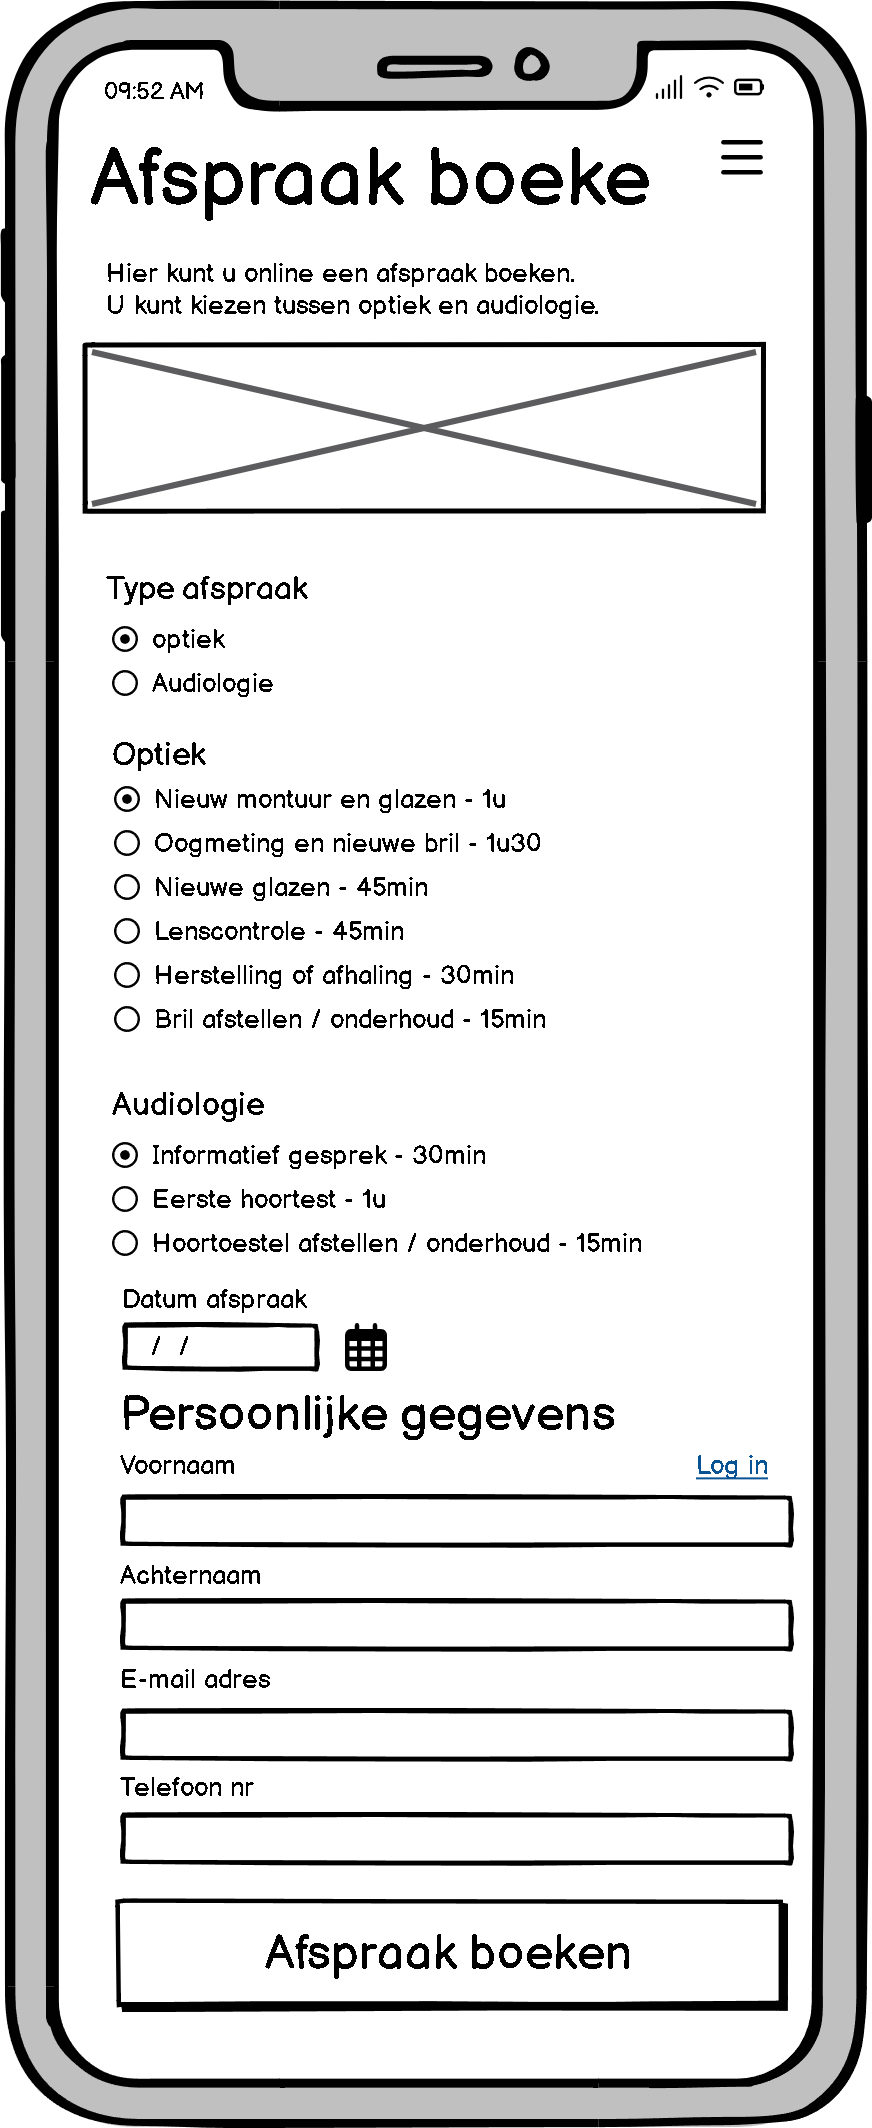 09:52 AM
Afspraak boeke
Hier kunt u online een afspraak boeken.
U kunt kiezen tussen optiek en audiologie.
Type afspraak
optiek
Audiologie
Optiek
Nieuw montuur en glazen - 1u
Oogmeting en nieuwe bril - 1u30
Nieuwe glazen - 45min
Lenscontrole - 45min
Herstelling of afhaling - 30min
Bril afstellen / onderhoud - 15min
Audiologie
Informatief gesprek - 30min
Eerste hoortest - 1u
Hoortoestel afstellen / onderhoud - 15min
Datum afspraak
/ /
Persoonlijke gegevens
Voornaam
Log in
Achternaam
E-mail adres
Telefoon nr
Afspraak boeken